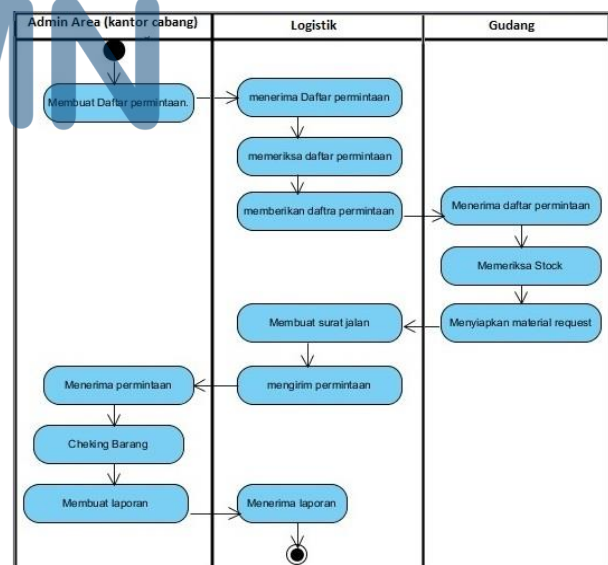 Admin Area (kantor cabang)
Logistik
Gudang
Membuat Daftar permintaan.
menerima Daftar permintaan
memeriksa daftar permintaan
memberikan daftra permintaan
Menerima daftar permintaan
Memeriksa Stock
Menyiapkan material request
Membuat surat jalan
mengirim permintaan
Menerima permintaan
Cheking Barang
Membuat laporan
Menerima laporan